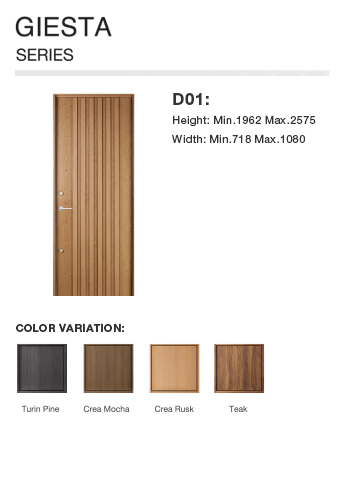 GIESTA
SERIES
D01:
Height: Min.1962 Max.2575
Width: Min.718 Max.1080
COLOR VARIATION:
Turin Pine
Crea Mocha
Crea Rusk
Teak